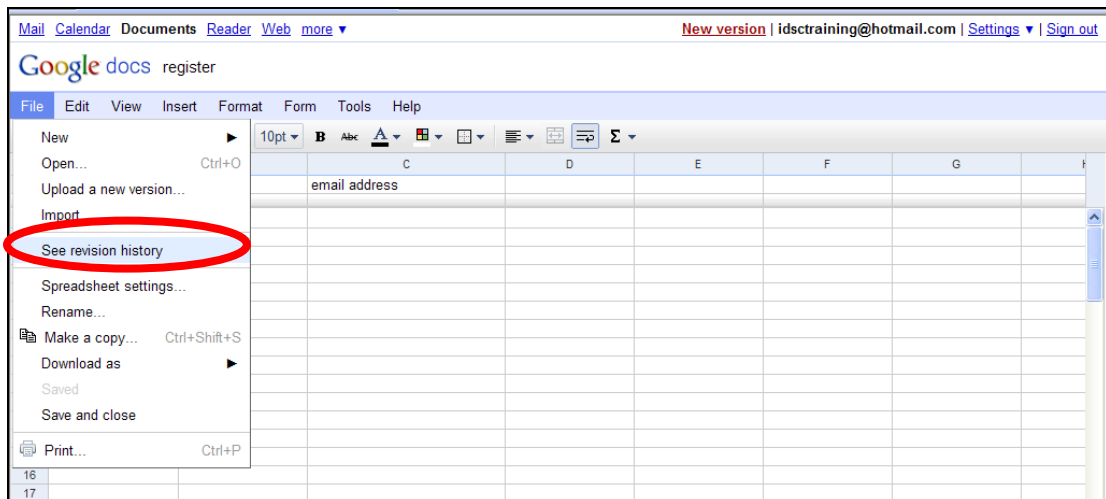 Mail Calendar Documents Reader Web more ▼ New version | idsctraining@hotmail.com | Settings ▼ | Sign out
Google docs register
File Edit View Insert Format Form Tools Help
New ► 10pt B Abc A Σ
Open... Ctrl+O C D E F G
Upload a new version... email address
Import
See revision history
Spreadsheet settings...
Rename...
Make a copy... Ctrl+Shift+S
Download as ►
Saved
Save and close
Print... Ctrl+P
16
17